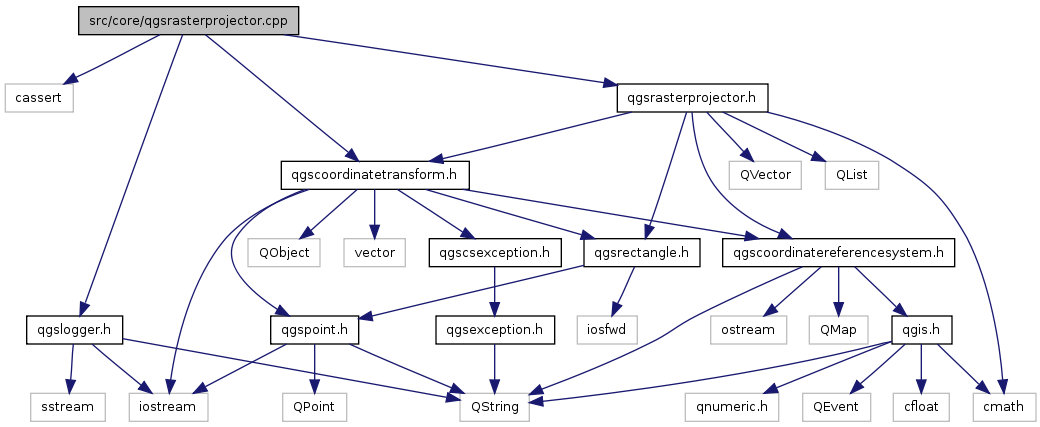 src/core/qgsrasterprojector.cpp
cassert
qgsrasterprojector.h
qgscoordinatetransform.h
QVector
QList
QObject
vector
qgscsexception.h
qgsrectangle.h
qgscoordinatereferencesystem.h
qgslogger.h
qgspoint.h
qgsexception.h
iosfwd
ostream
QMap
qgis.h
sstream
iostream
QPoint
QString
qnumeric.h
QEvent
cfloat
cmath